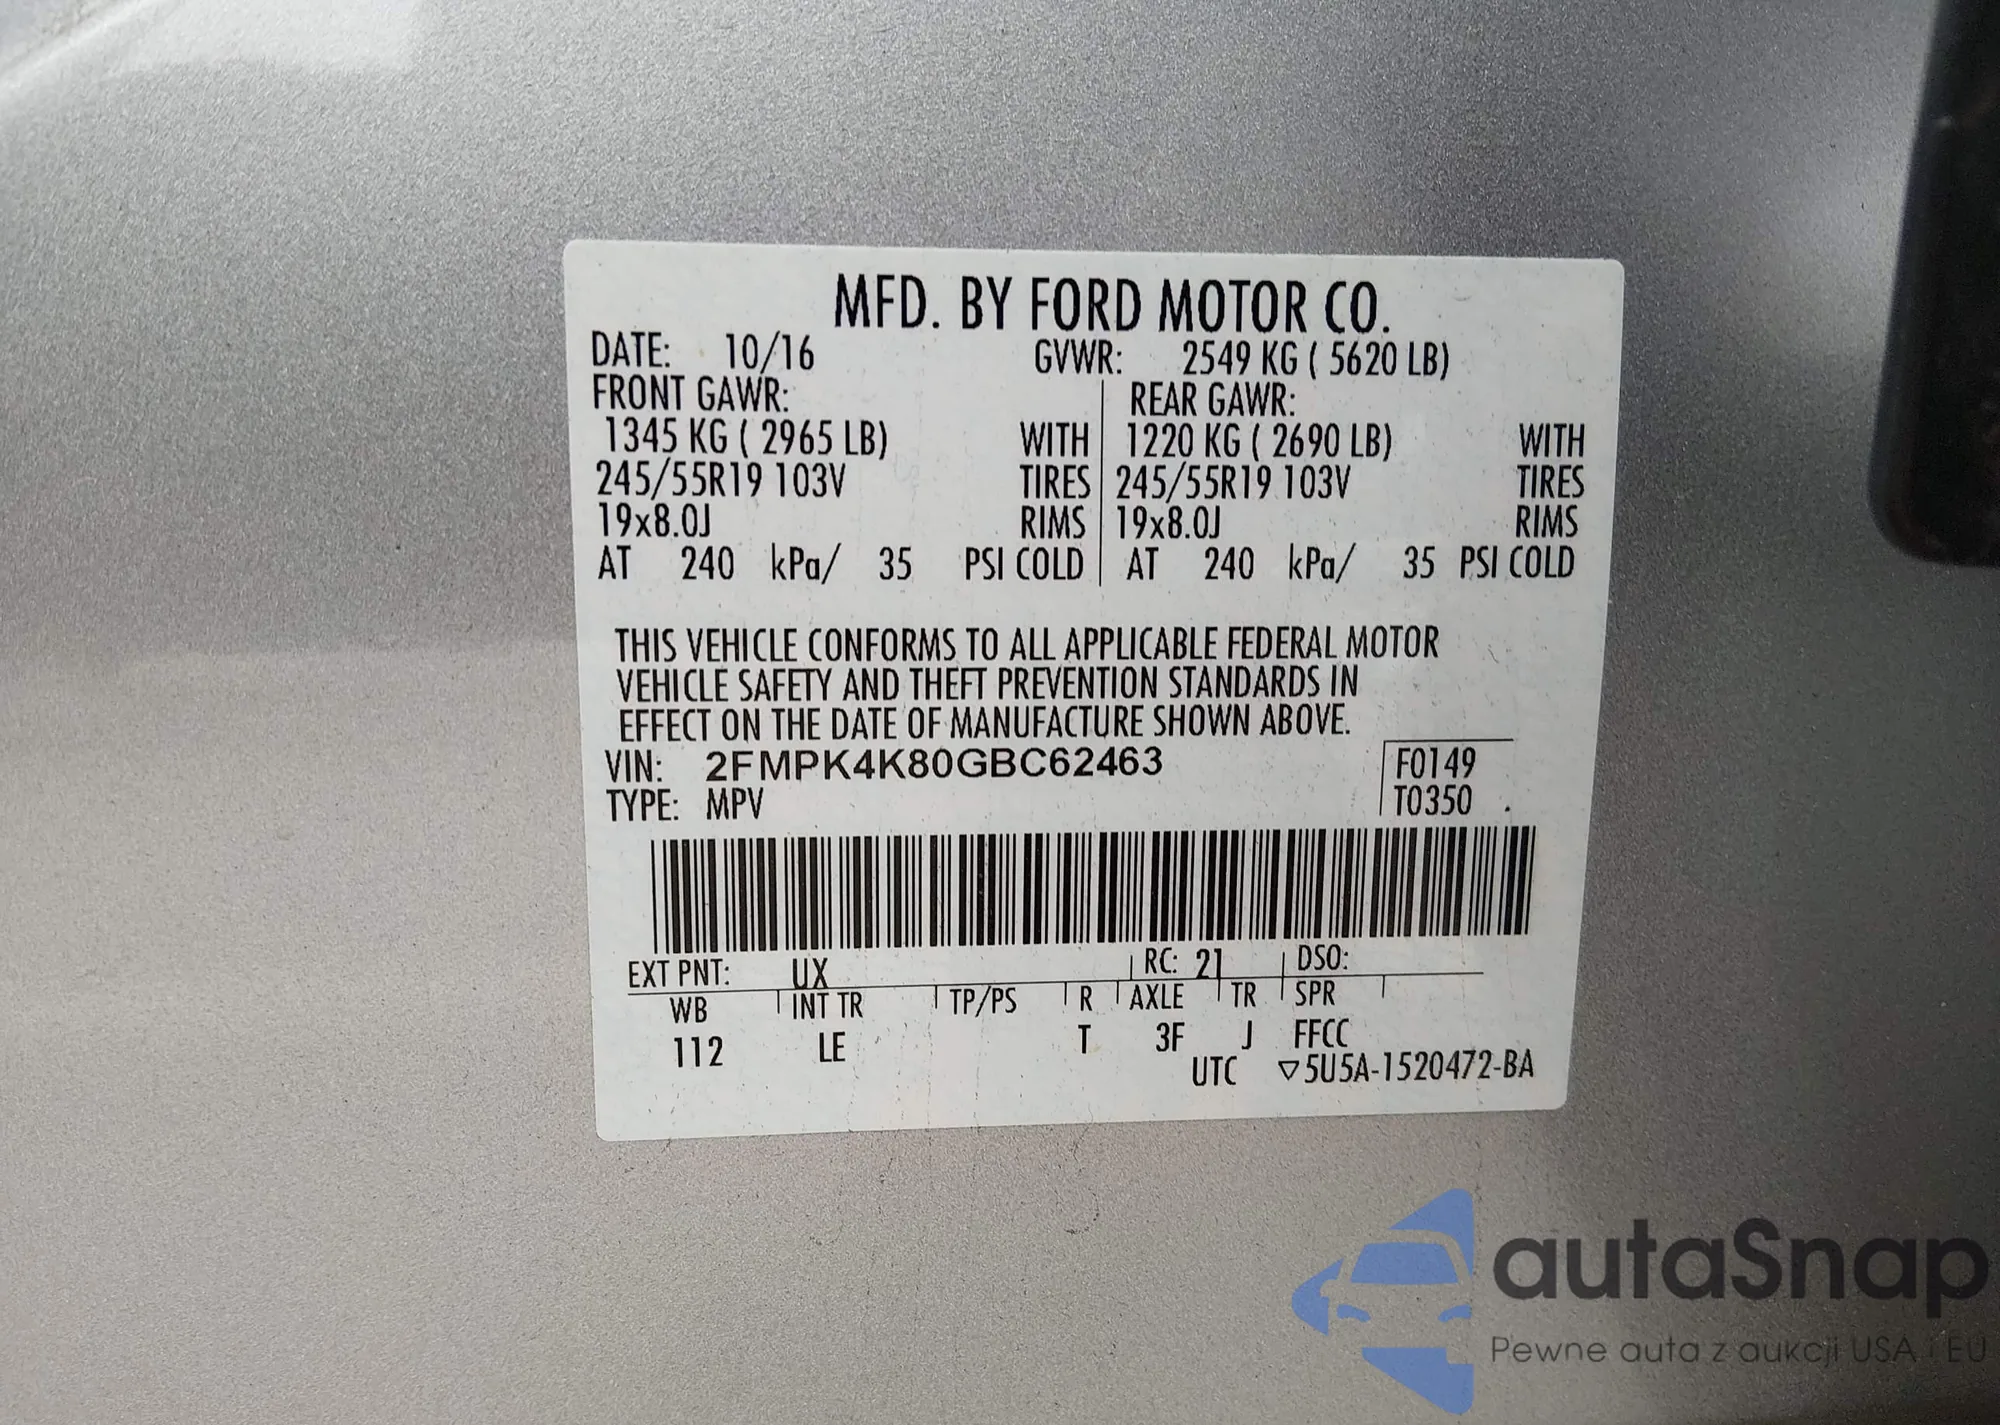 MFD. BY FORD MOTOR CO.
DATE: 10/16 GVWR: 2549 KG ( 5620 LB)
FRONT GAWR: REAR GAWR:
1345 KG ( 2965 LB) WITH 1220 KG ( 2690 LB) WITH
245/55R19 103V TIRES 245/55R19 103V TIRES
19x8.0J RIMS 19x8.0J RIMS
AT 240 kPa/ 35 PSI COLD AT 240 kPa/ 35 PSI COLD
THIS VEHICLE CONFORMS TO ALL APPLICABLE FEDERAL MOTOR
VEHICLE SAFETY AND THEFT PREVENTION STANDARDS IN
EFFECT ON THE DATE OF MANUFACTURE SHOWN ABOVE.
VIN: 2FMPK4K80GBC62463 F0149
TYPE: MPV T0350
EXT PNT: UX RC: 21 DSO:
WB INT TR TP/PS R AXLE TR SPR
112 LE T 3F J FFCC
UTC ▽5U5A-1520472-BA
autaSnap
Pewne auta z aukcji USA i EU